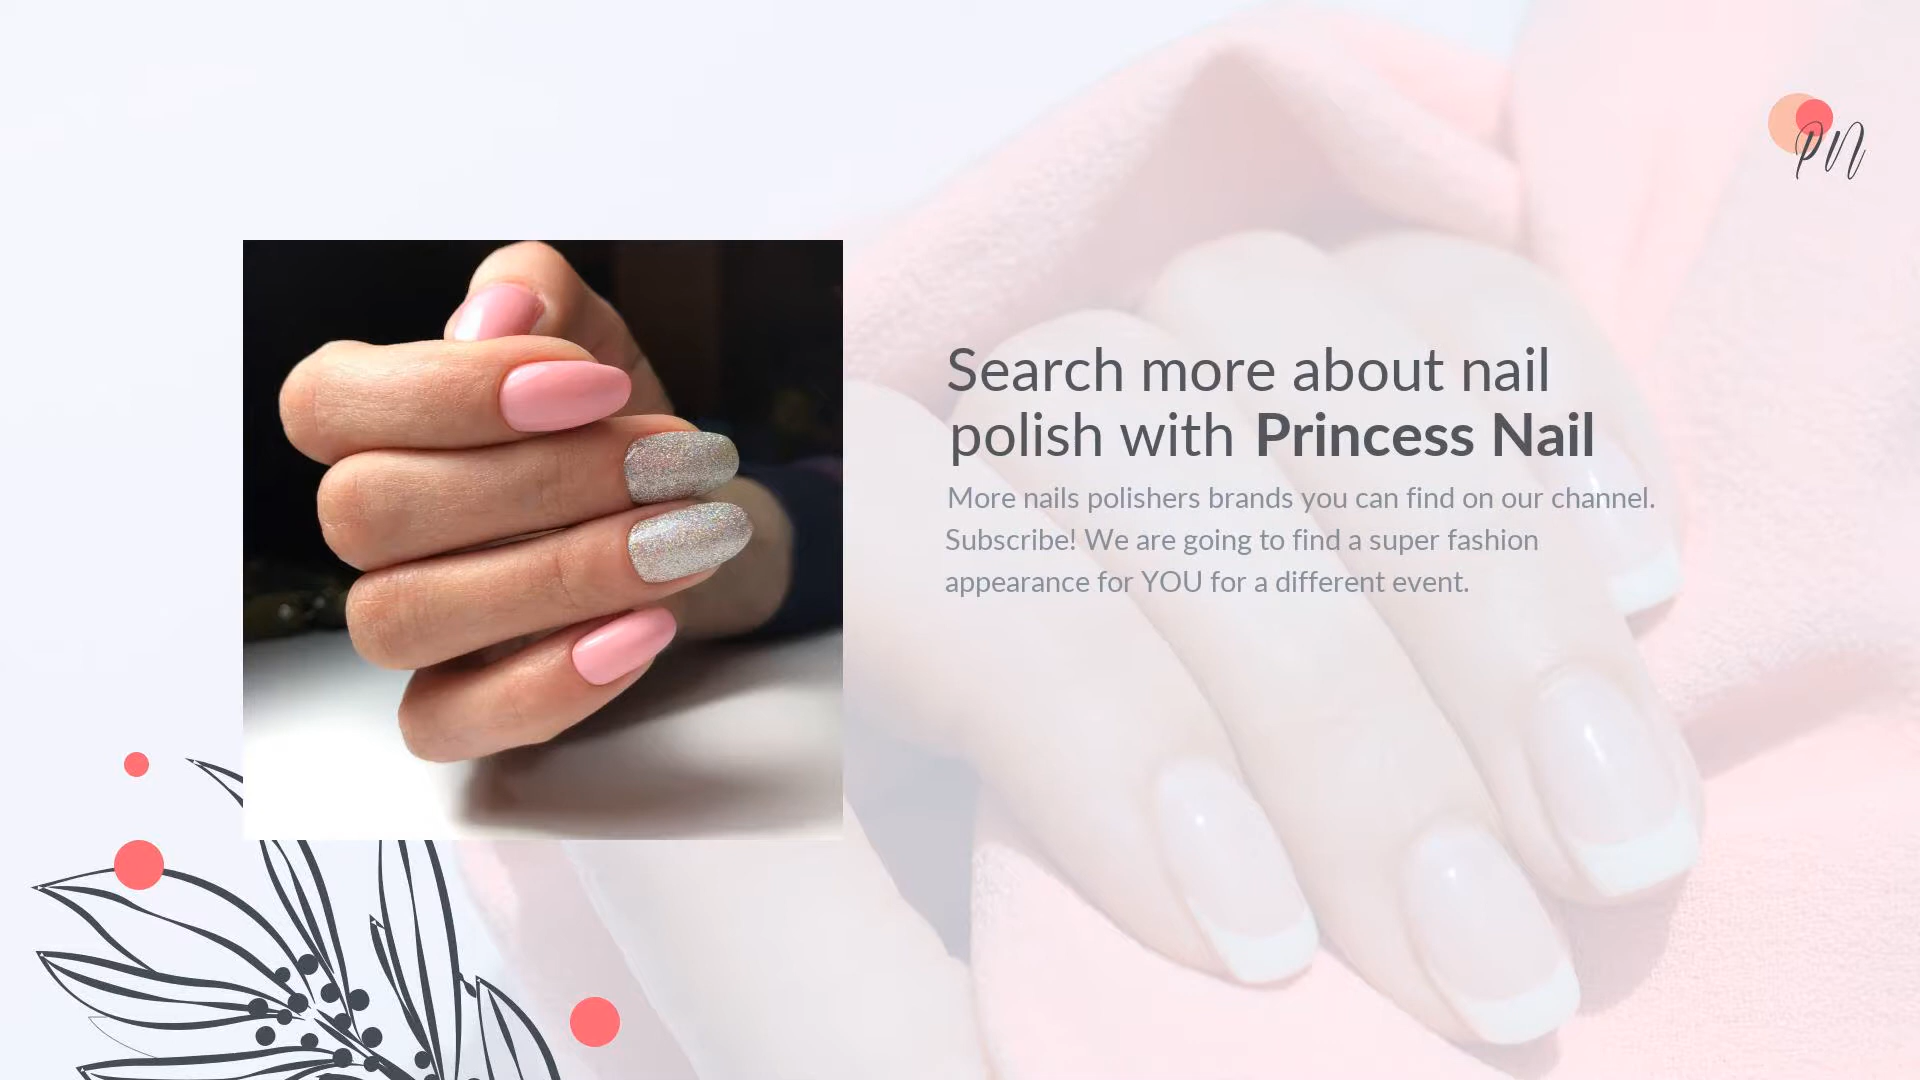 PN
Search more about nail
polish with Princess Nail
More nails polishers brands you can find on our channel.
Subscribe! We are going to find a super fashion
appearance for YOU for a different event.